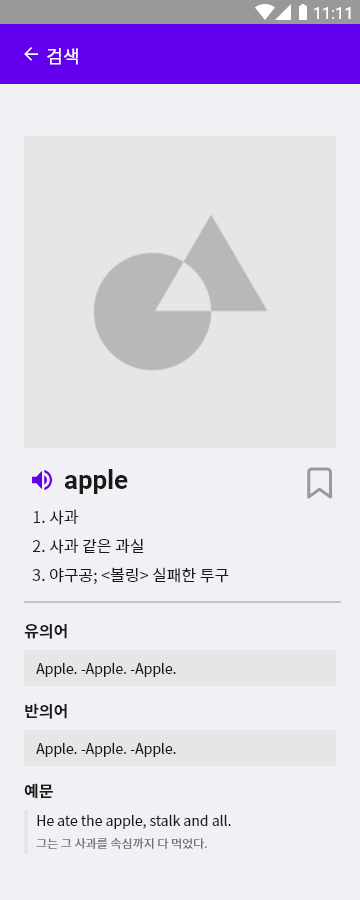 11:11
검색
apple
1. 사과
2. 사과 같은 과실
3. 야구공; <볼링> 실패한 투구
유의어
Apple. -Apple. -Apple.
반의어
Apple. -Apple. -Apple.
예문
He ate the apple, stalk and all.
그는 그 사과를 속심까지 다 먹었다.